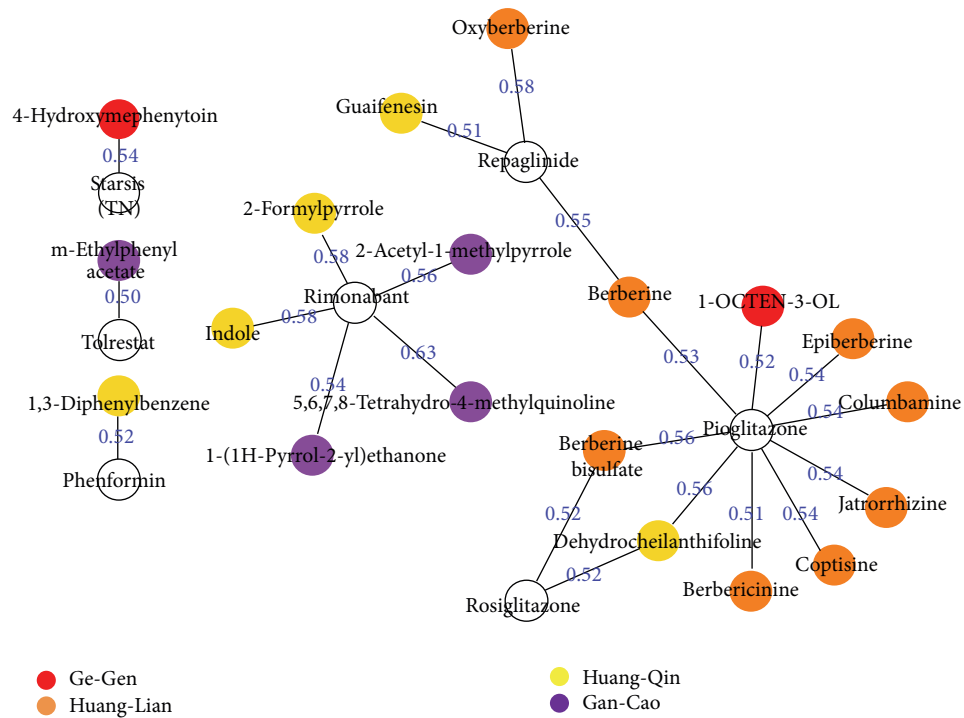 Oxyberberine
0.58
Guaifenesin
0.51
Repaglinide
4-Hydroxymephenytoin
0.54
Starsis
(TN)
m-Ethylphenyl
acetate
0.50
Tolrestat
1,3-Diphenylbenzene
0.52
Phenformin
2-Formylpyrrole
0.58
2-Acetyl-1-methylpyrrole
0.56
Rimonabant
0.58
Indole
0.63
0.54
5,6,7,8-Tetrahydro-4-methylquinoline
1-(1H-Pyrrol-2-yl)ethanone
0.55
Berberine
0.53
1-OCTEN-3-OL
0.52
Epiberberine
0.54
Columbamine
0.54
Pioglitazone
0.56
Berberine
bisulfate
0.54
Jatrorrhizine
0.56
0.51
0.54
0.52
Dehydrocheilanthifoline
0.52
Coptisine
Berbericinine
Rosiglitazone
Ge-Gen
Huang-Lian
Huang-Qin
Gan-Cao